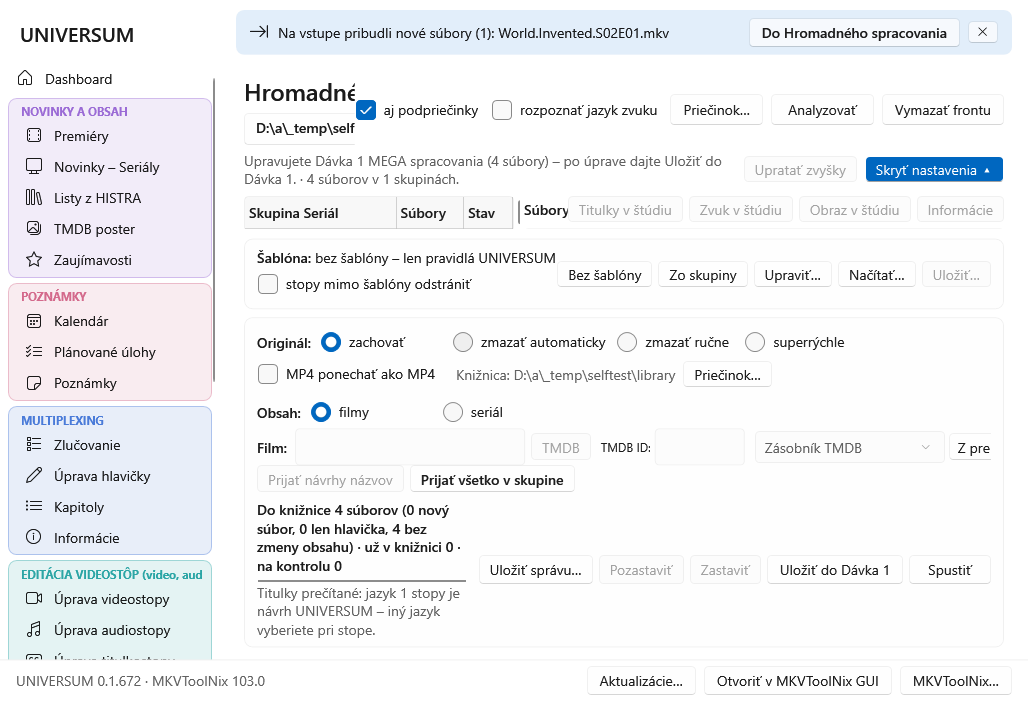 UNIVERSUM
Na vstupe pribudli nové súbory (1): World.Invented.S02E01.mkv
Do Hromadného spracovania
Dashboard
NOVINKY A OBSAH
Premiéry
Novinky – Seriály
Listy z HISTRA
TMDB poster
Zaujímavosti
POZNÁMKY
Kalendár
Plánované úlohy
Poznámky
MULTIPLEXING
Zlučovanie
Úprava hlavičky
Kapitoly
Informácie
EDITÁCIA VIDEOSTÔP (video, aud
Úprava videostopy
Úprava audiostopy
Hromadné
aj podpriečinky
rozpoznať jazyk zvuku
Priečinok...
Analyzovať
Vymazať frontu
D:\a\_temp\self
Upravujete Dávka 1 MEGA spracovania (4 súbory) – po úprave dajte Uložiť do
Dávka 1. · 4 súborov v 1 skupinách.
Upratať zvyšky
Skryť nastavenia
Skupina Seriál
Súbory
Stav
Súbory
Titulky v štúdiu
Zvuk v štúdiu
Obraz v štúdiu
Informácie
Šablóna: bez šablóny – len pravidlá UNIVERSUM
stopy mimo šablóny odstrániť
Bez šablóny
Zo skupiny
Upraviť...
Načítať...
Uložiť...
Originál:
zachovať
zmazať automaticky
zmazať ručne
superrýchle
MP4 ponechať ako MP4
Knižnica: D:\a\_temp\selftest\library
Priečinok...
Obsah:
filmy
seriál
Film:
TMDB
TMDB ID:
Zásobník TMDB
Z pre
Prijať návrhy názvov
Prijať všetko v skupine
Do knižnice 4 súborov (0 nový
súbor, 0 len hlavička, 4 bez
zmeny obsahu) · už v knižnici 0 ·
na kontrolu 0
Titulky prečítané: jazyk 1 stopy je
návrh UNIVERSUM – iný jazyk
vyberiete pri stope.
Uložiť správu...
Pozastaviť
Zastaviť
Uložiť do Dávka 1
Spustiť
UNIVERSUM 0.1.672 · MKVToolNix 103.0
Aktualizácie...
Otvoriť v MKVToolNix GUI
MKVToolNix...